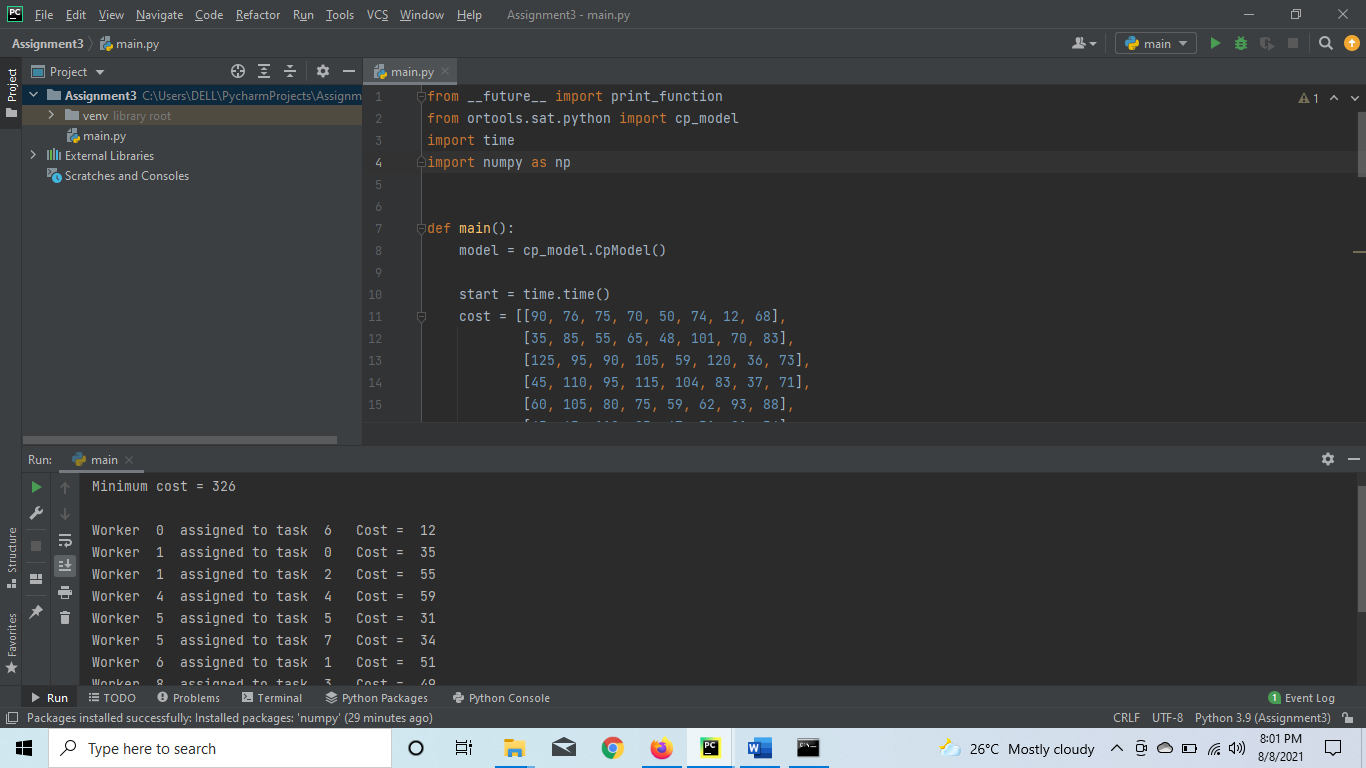 PC File Edit View Navigate Code Refactor Run Tools VCS Window Help Assignment3 - main.py
Assignment3 main.py main
Project
Project
Assignment3 C:\Users\DELL\PycharmProjects\Assignm
venv library root
main.py
External Libraries
Scratches and Consoles
main.py
1 from __future__ import print_function
2 from ortools.sat.python import cp_model
3 import time
4 import numpy as np
5
6
7 def main():
8 model = cp_model.CpModel()
9
10 start = time.time()
11 cost = [[90, 76, 75, 70, 50, 74, 12, 68],
12 [35, 85, 55, 65, 48, 101, 70, 83],
13 [125, 95, 90, 105, 59, 120, 36, 73],
14 [45, 110, 95, 115, 104, 83, 37, 71],
15 [60, 105, 80, 75, 59, 62, 93, 88],
1
Run: main
Minimum cost = 326
Worker 0 assigned to task 6 Cost = 12
Worker 1 assigned to task 0 Cost = 35
Worker 1 assigned to task 2 Cost = 55
Worker 4 assigned to task 4 Cost = 59
Worker 5 assigned to task 5 Cost = 31
Worker 5 assigned to task 7 Cost = 34
Worker 6 assigned to task 1 Cost = 51
Worker 8 assigned to task 3 Cost = 49
Structure
Favorites
Run TODO Problems Terminal Python Packages Python Console 1 Event Log
Packages installed successfully: Installed packages: 'numpy' (29 minutes ago) CRLF UTF-8 Python 3.9 (Assignment3)
Type here to search PC W 26°C Mostly cloudy 8:01 PM
8/8/2021